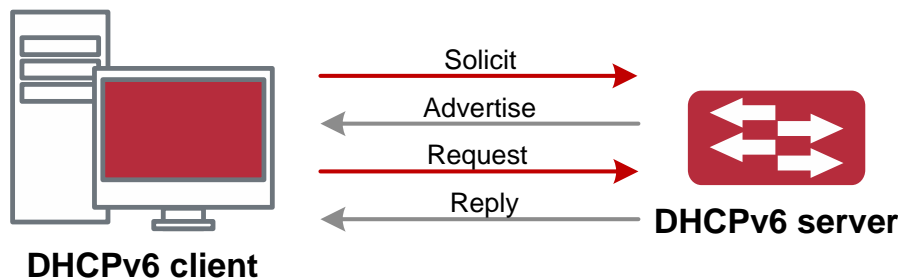 Solicit
Advertise
Request
Reply
DHCPv6 server
DHCPv6 client